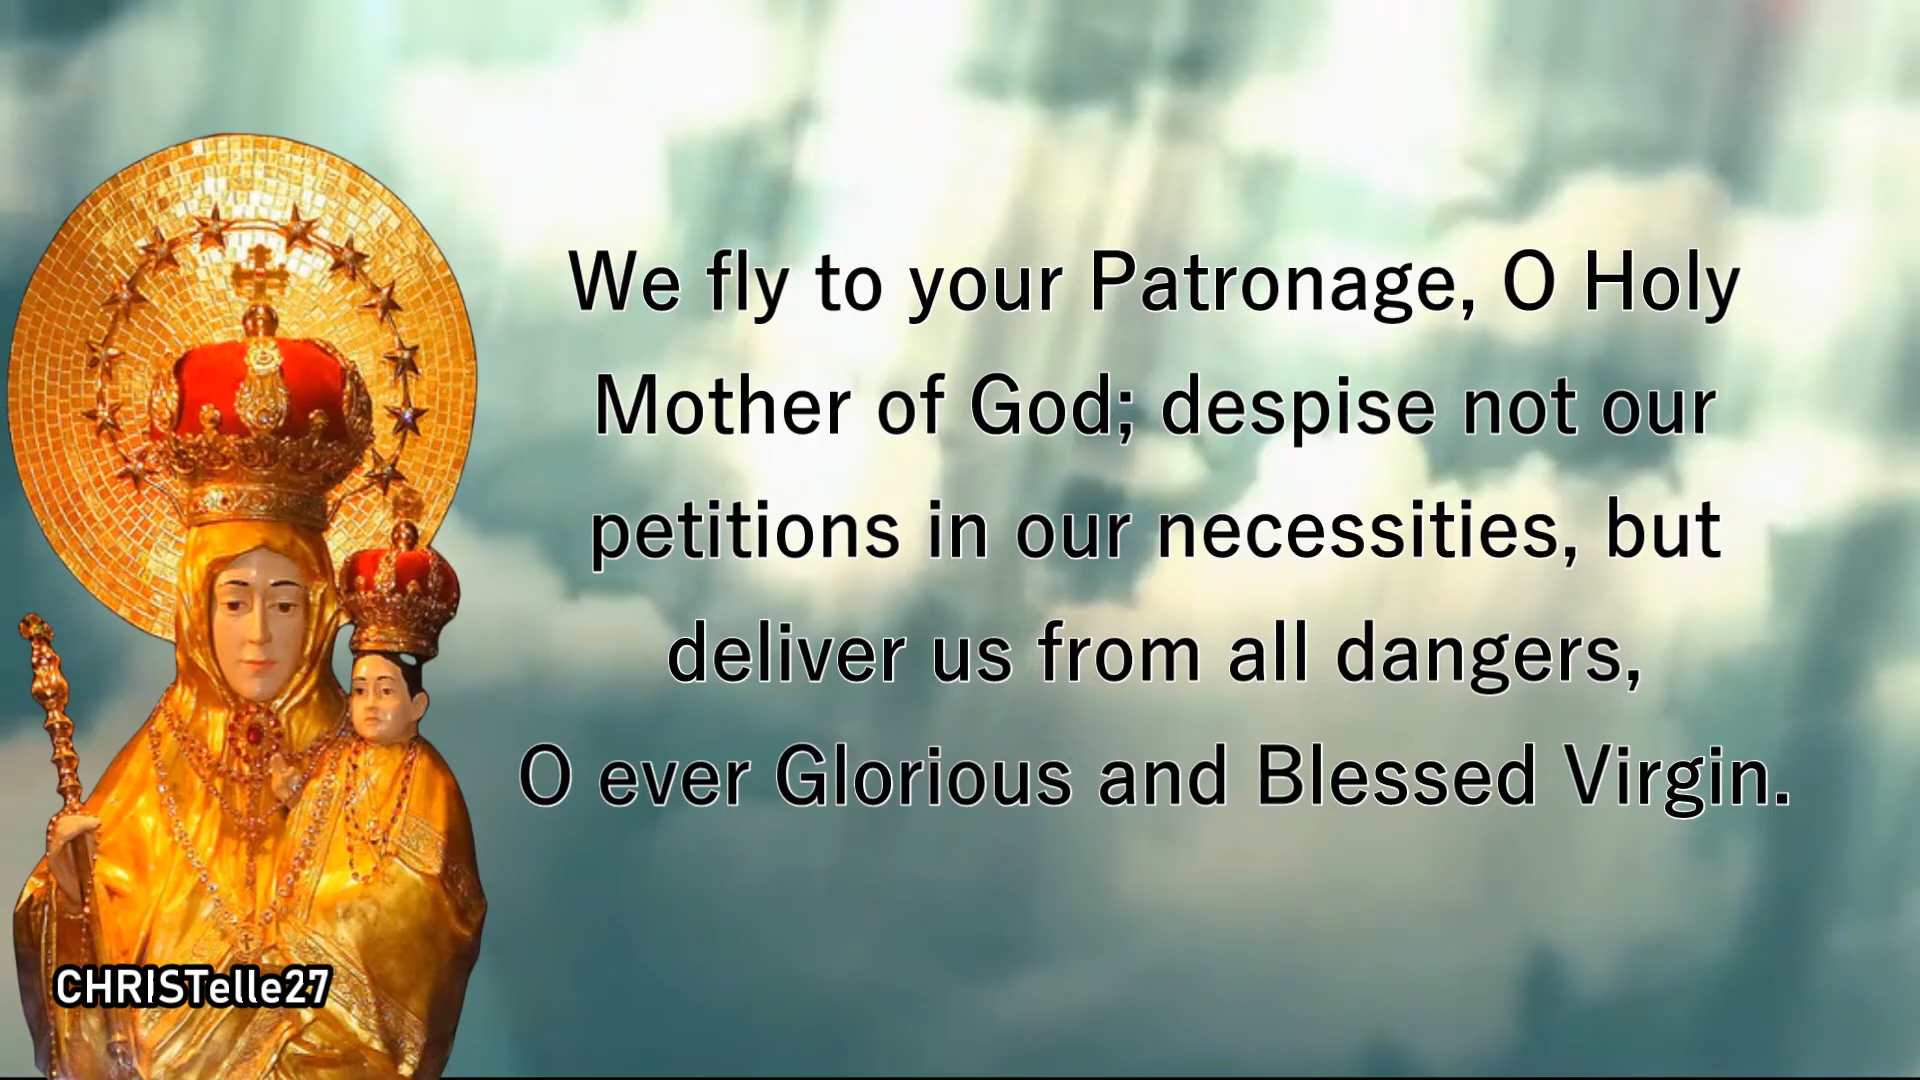 We fly to your Patronage, O Holy
Mother of God; despise not our
petitions in our necessities, but
deliver us from all dangers,
O ever Glorious and Blessed Virgin.
CHRISTelle27